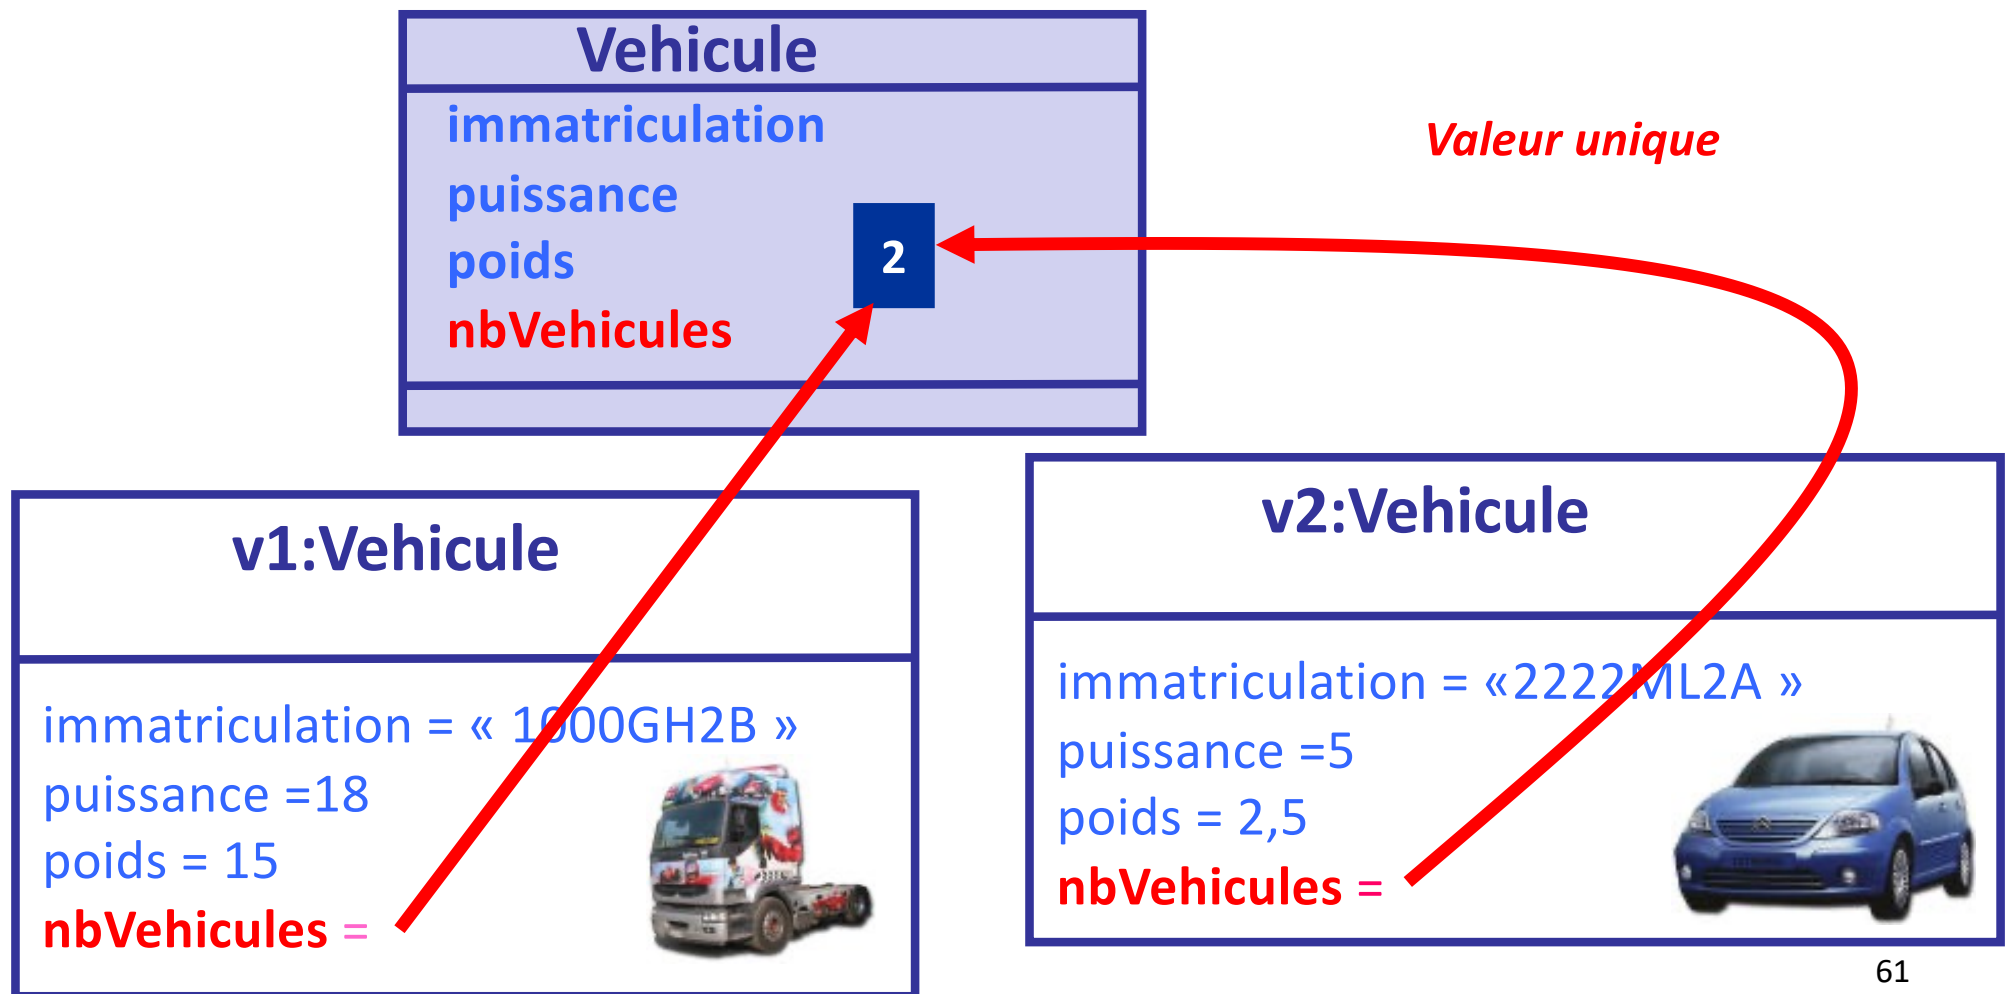 Vehicule
immatriculation
puissance
poids
2
nbVehicules
Valeur unique
v1:Vehicule
immatriculation = « 1000GH2B »
puissance =18
poids = 15
nbVehicules =
v2:Vehicule
immatriculation = «2222ML2A »
puissance =5
poids = 2,5
nbVehicules =
61